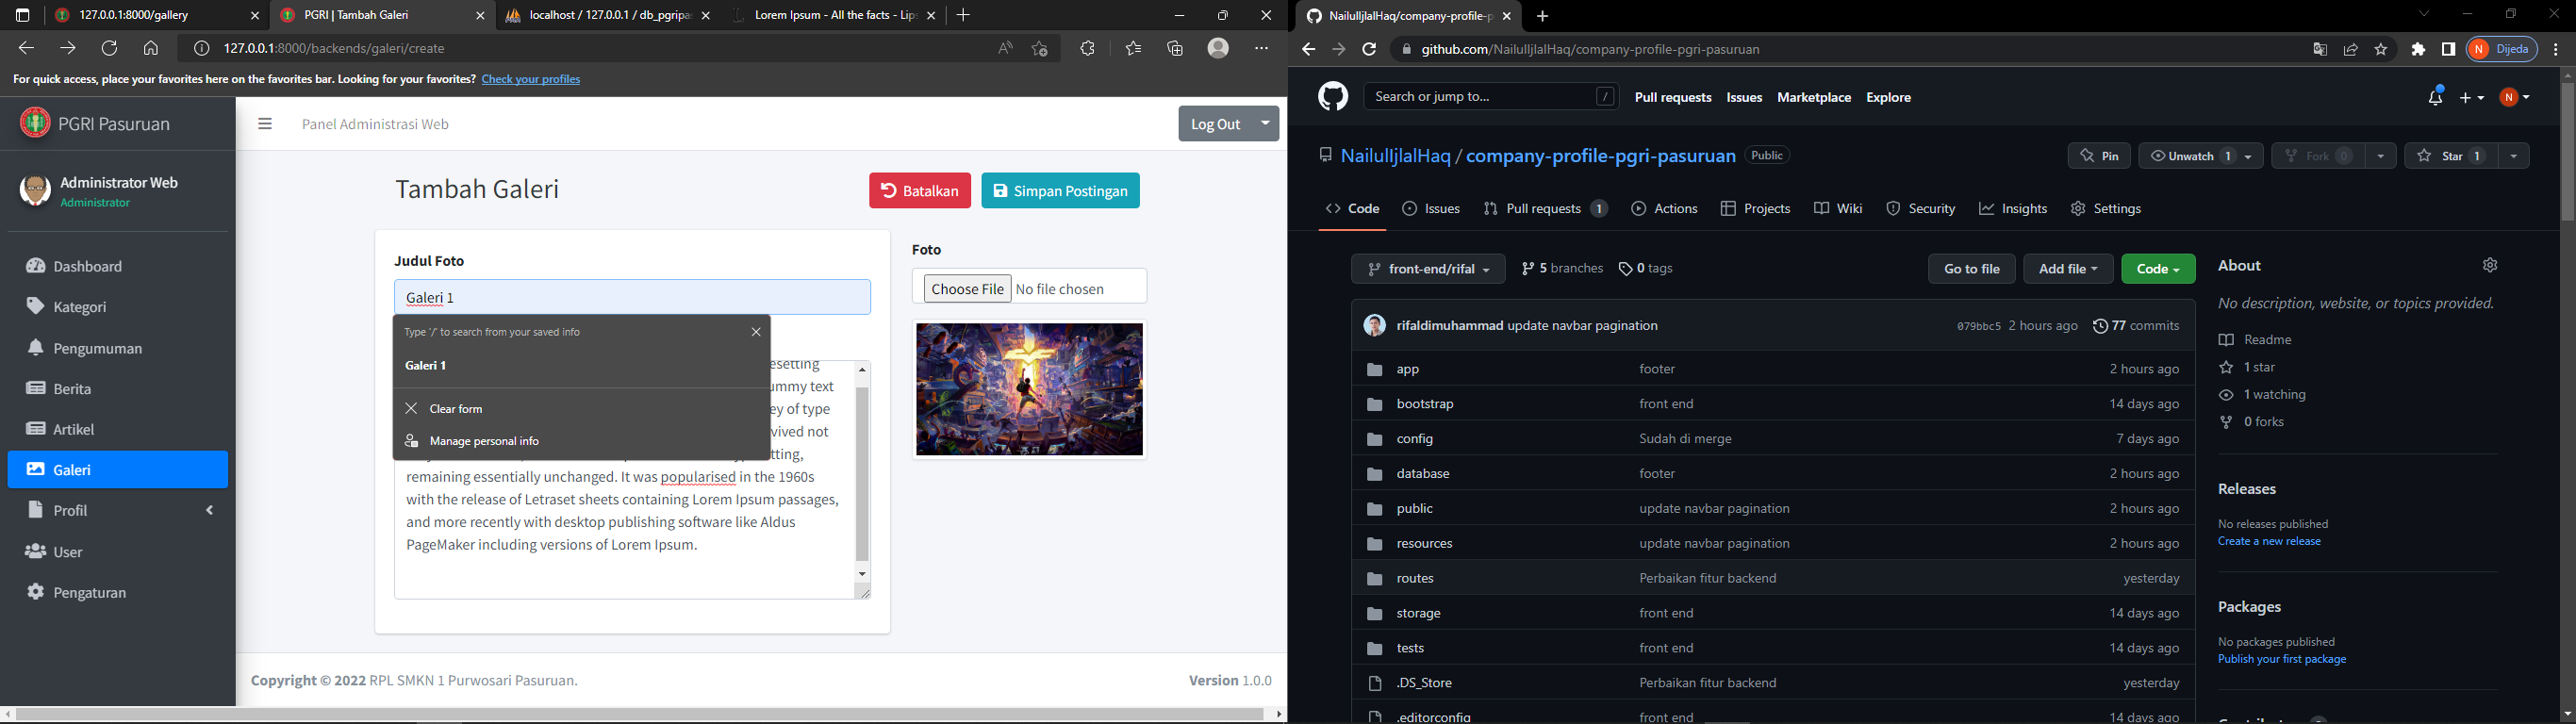 127.0.0.1:8000/gallery
PGRI | Tambah Galeri
localhost / 127.0.0.1 / db_pgripas
Lorem Ipsum - All the facts - Lips
127.0.0.1:8000/backends/galeri/create
For quick access, place your favorites here on the favorites bar. Looking for your favorites? Check your profiles
PGRI Pasuruan
Panel Administrasi Web
Log Out
Administrator Web
Administrator
Dashboard
Kategori
Pengumuman
Berita
Artikel
Galeri
Profil
User
Pengaturan
Tambah Galeri
Batalkan
Simpan Postingan
Judul Foto
Galeri 1
Type '/' to search from your saved info
Galeri 1
Clear form
Manage personal info
esetting
ummy text
ey of type
vived not
tting,
remaining essentially unchanged. It was popularised in the 1960s
with the release of Letraset sheets containing Lorem Ipsum passages,
and more recently with desktop publishing software like Aldus
PageMaker including versions of Lorem Ipsum.
Foto
Choose File No file chosen
Copyright © 2022 RPL SMKN 1 Purwosari Pasuruan.
Version 1.0.0
NailulIjlalHaq/company-profile-p
github.com/NailulIjlalHaq/company-profile-pgri-pasuruan
N Dijeda
Search or jump to... /
Pull requests Issues Marketplace Explore
N
NailulIjlalHaq / company-profile-pgri-pasuruan Public
Pin
Unwatch 1
Fork 0
Star 1
Code Issues Pull requests 1 Actions Projects Wiki Security Insights Settings
front-end/rifal
5 branches 0 tags
Go to file Add file Code
rifaldimuhammad update navbar pagination 079bbc5 2 hours ago 77 commits
app footer 2 hours ago
bootstrap front end 14 days ago
config Sudah di merge 7 days ago
database footer 2 hours ago
public update navbar pagination 2 hours ago
resources update navbar pagination 2 hours ago
routes Perbaikan fitur backend yesterday
storage front end 14 days ago
tests front end 14 days ago
.DS_Store Perbaikan fitur backend yesterday
.editorconfig front end 14 days ago
About
No description, website, or topics provided.
Readme
1 star
1 watching
0 forks
Releases
No releases published
Create a new release
Packages
No packages published
Publish your first package